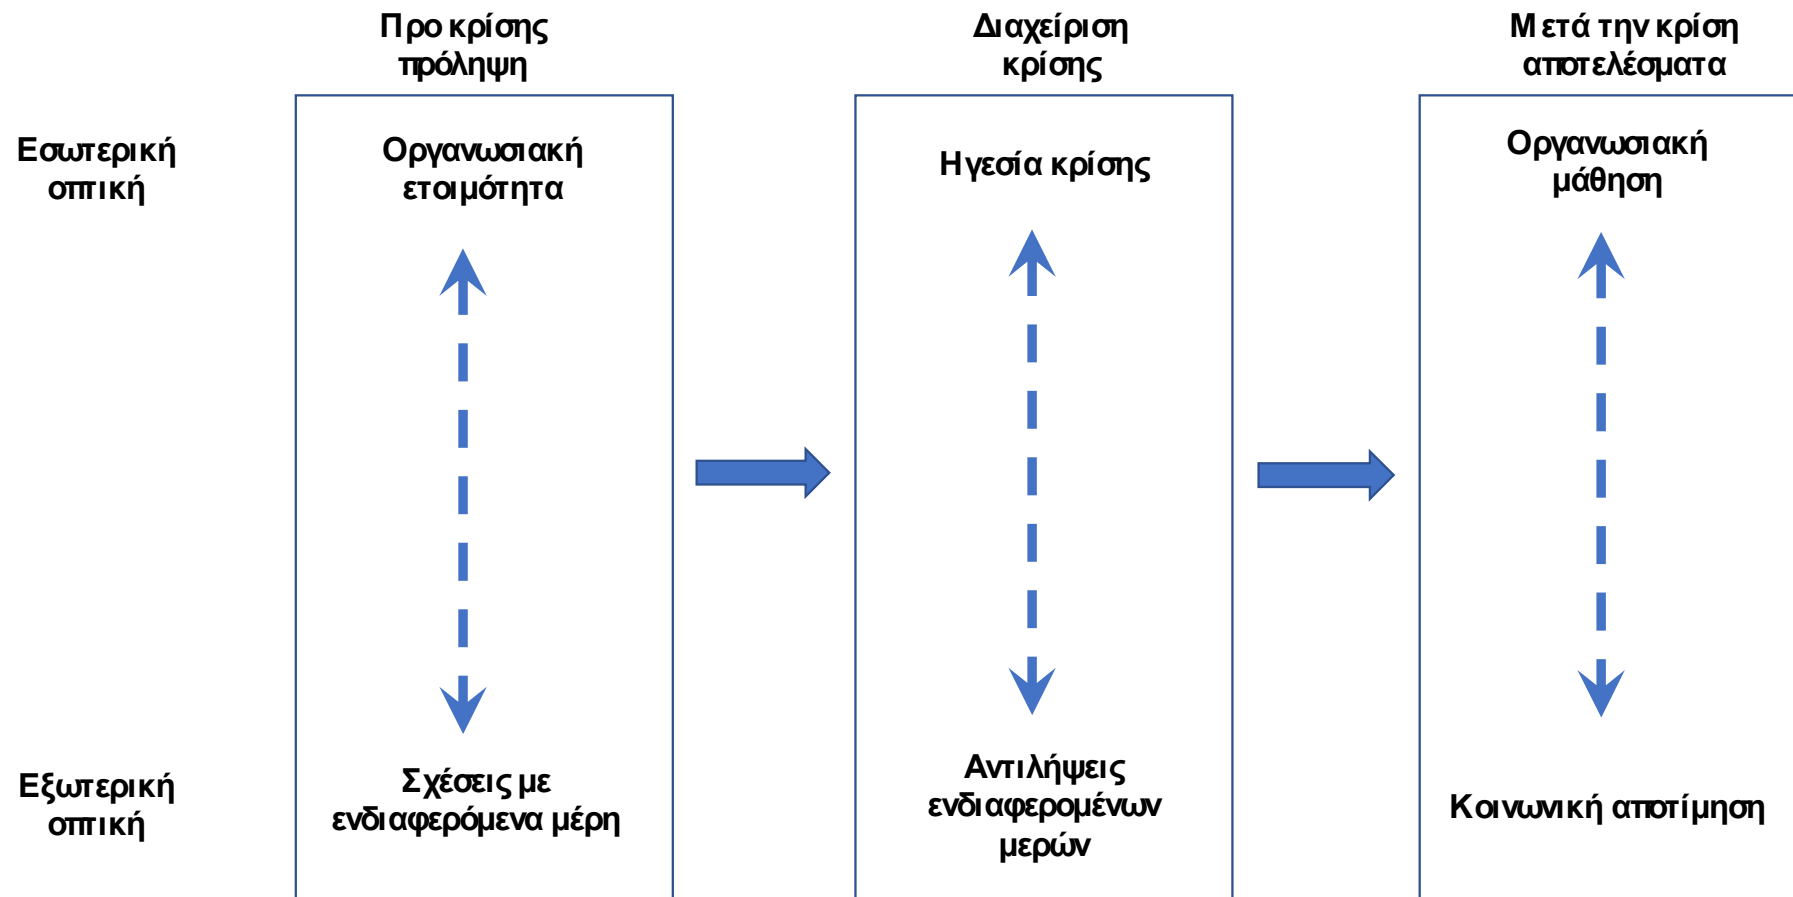 Προ κρίσης
πρόληψη
Διαχείριση
κρίσης
Μετά την κρίση
αποτελέσματα
Εσωτερική
οπτική
Οργανωσιακή
ετοιμότητα
Ηγεσία κρίσης
Οργανωσιακή
μάθηση
Εξωτερική
οπτική
Σχέσεις με
ενδιαφερόμενα μέρη
Αντιλήψεις
ενδιαφερομένων
μερών
Κοινωνική αποτίμηση